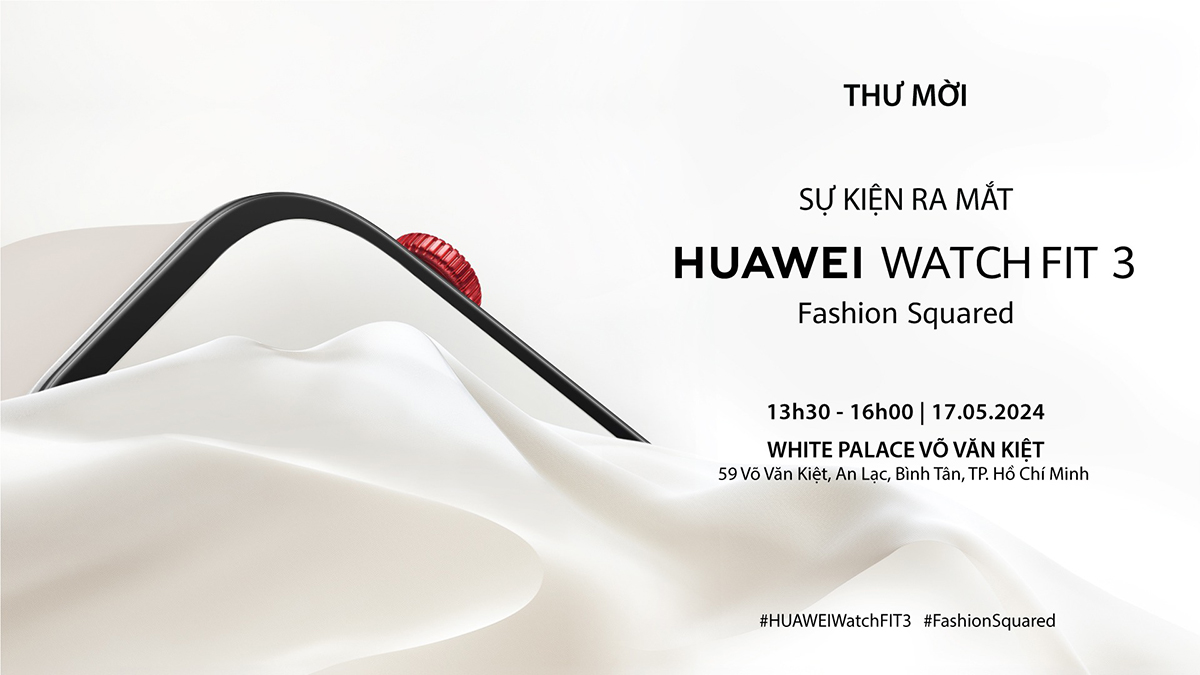 THƯ MỜI
SỰ KIỆN RA MẮT
HUAWEI WATCH FIT 3
Fashion Squared
13h30 - 16h00 | 17.05.2024
WHITE PALACE VÕ VĂN KIỆT
59 Võ Văn Kiệt, An Lạc, Bình Tân, TP. Hồ Chí Minh
#HUAWEIWatchFIT3 #FashionSquared